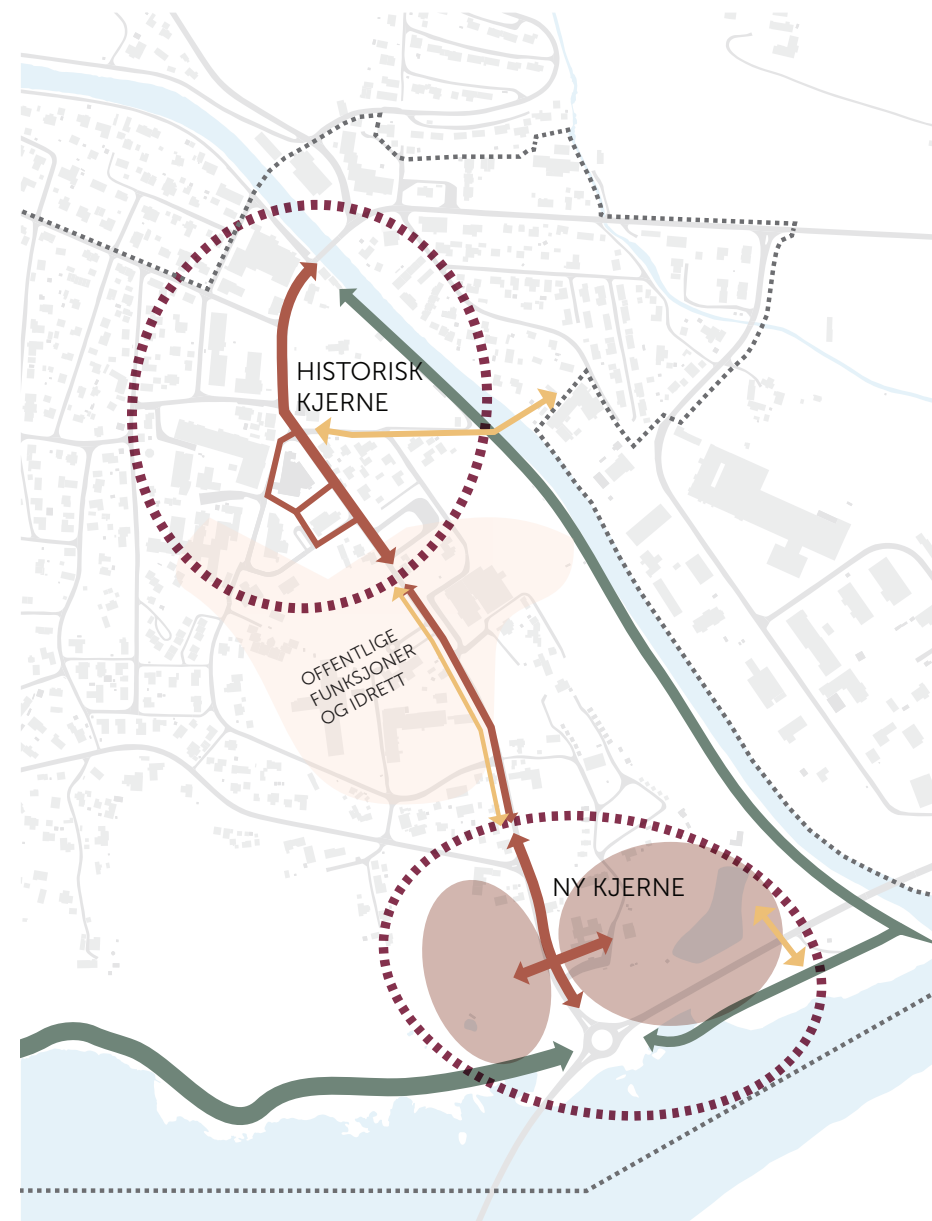 HISTORISK
KJERNE
OFFENTLIGE
FUNKSJONER
OG IDRETT
NY KJERNE